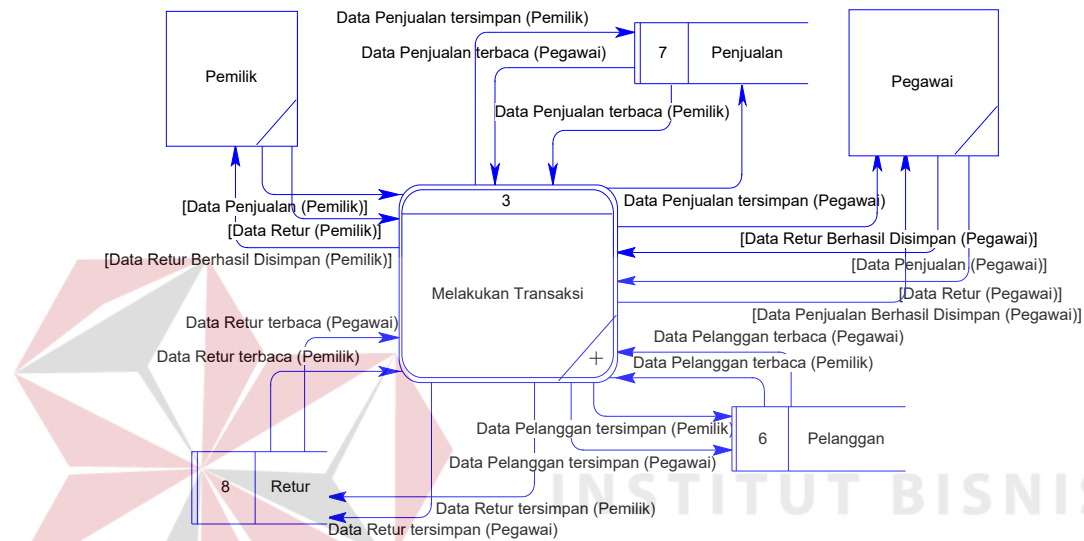 Data Penjualan tersimpan (Pemilik)
Data Penjualan terbaca (Pegawai)
7
Penjualan
Pemilik
Pegawai
Data Penjualan terbaca (Pemilik)
3
Data Penjualan tersimpan (Pegawai)
[Data Penjualan (Pemilik)]
[Data Retur (Pemilik]
[Data Retur Berhasil Disimpan (Pegawai)]
[Data Retur Berhasil Disimpan (Pemilik)]
[Data Penjualan (Pegawai)]
Melakukan Transaksi
[Data Retur (Pegawai)]
[Data Penjualan Berhasil Disimpan (Pegawai)]
Data Retur terbaca (Pegawai)
Data Pelanggan terbaca (Pegawai)
Data Retur terbaca (Pemilik)
+
Data Pelanggan terbaca (Pemilik)
Data Pelanggan tersimpan (Pemilik)
6
Pelanggan
Data Pelanggan tersimpan (Pegawai)
8
Retur
INSTITUT BISNIS
Data Retur tersimpan (Pemilik)
Data Retur tersimpan (Pegawai)